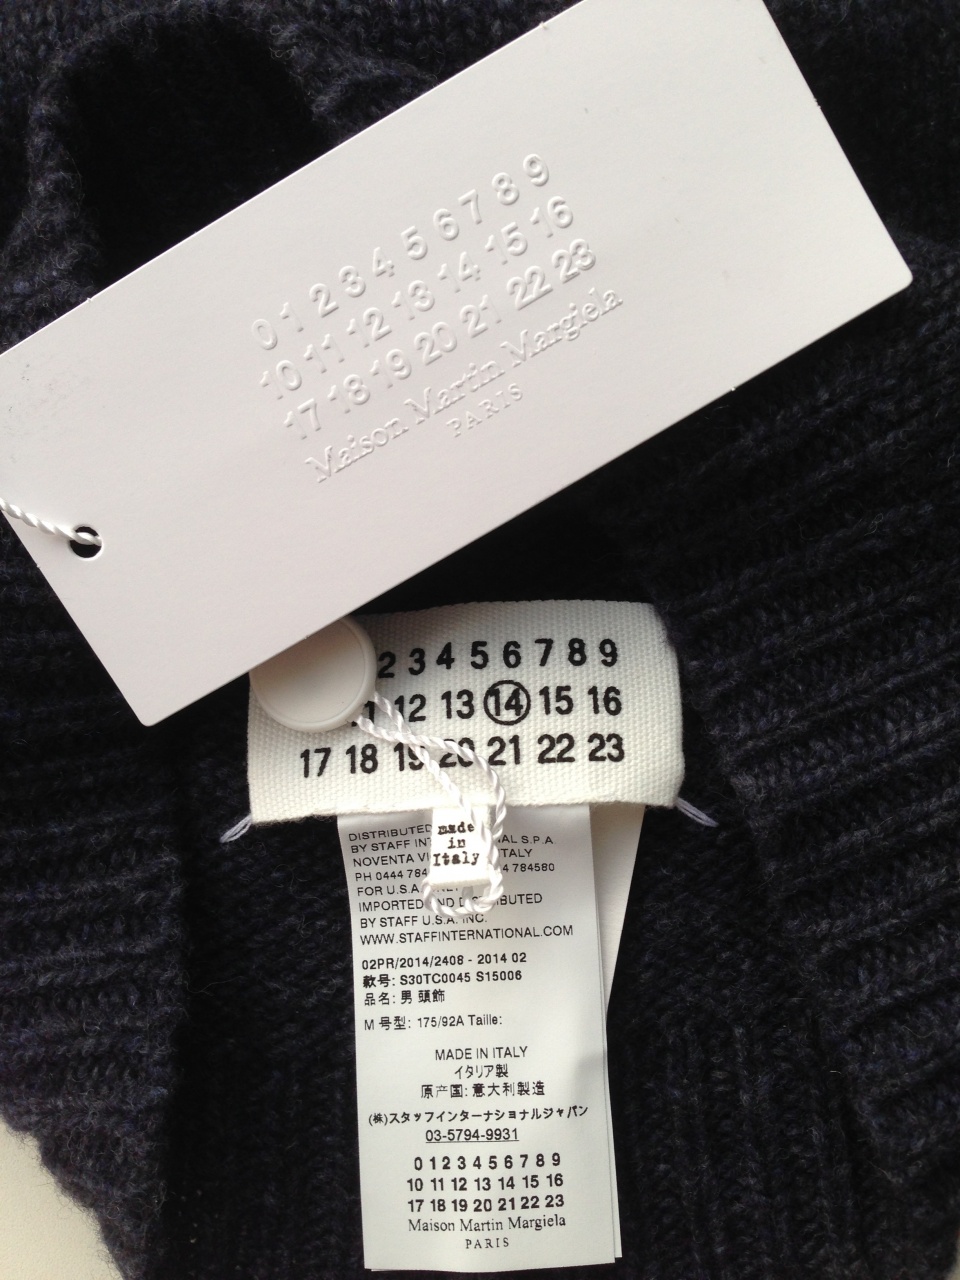 0 1 2 3 4 5 6 7 8 9
10 11 12 13 14 15 16
17 18 19 20 21 22 23
Maison Martin Margiela
PARIS
2 3 4 5 6 7 8 9
11 12 13 14 15 16
17 18 19 20 21 22 23
made
in
Italy
DISTRIBUTED
BY STAFF S.P.A.
NOVENTA
PH 0444 784 784580
FOR U.S.A.
IMPORTED AND DISTRIBUTED
BY STAFF U.S.A. INC.
WWW.STAFFINTERNATIONAL.COM
02PR/2014/2408 - 2014 02
款号: S30TC0045 S15006
品名: 男 頭飾
M 号型: 175/92A Taille:
MADE IN ITALY
イタリア製
原产国: 意大利製造
(株)スタッフインターナショナルジャパン
03-5794-9931
0 1 2 3 4 5 6 7 8 9
10 11 12 13 14 15 16
17 18 19 20 21 22 23
Maison Martin Margiela
PARIS